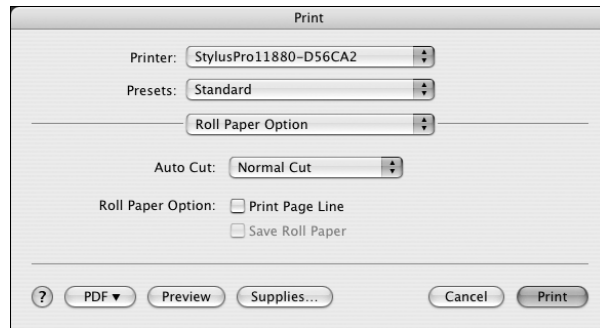 Print
Printer: StylusPro11880-D56CA2
Presets: Standard
Roll Paper Option
Auto Cut: Normal Cut
Roll Paper Option: Print Page Line
Save Roll Paper
? PDF ▼ Preview Supplies... Cancel Print